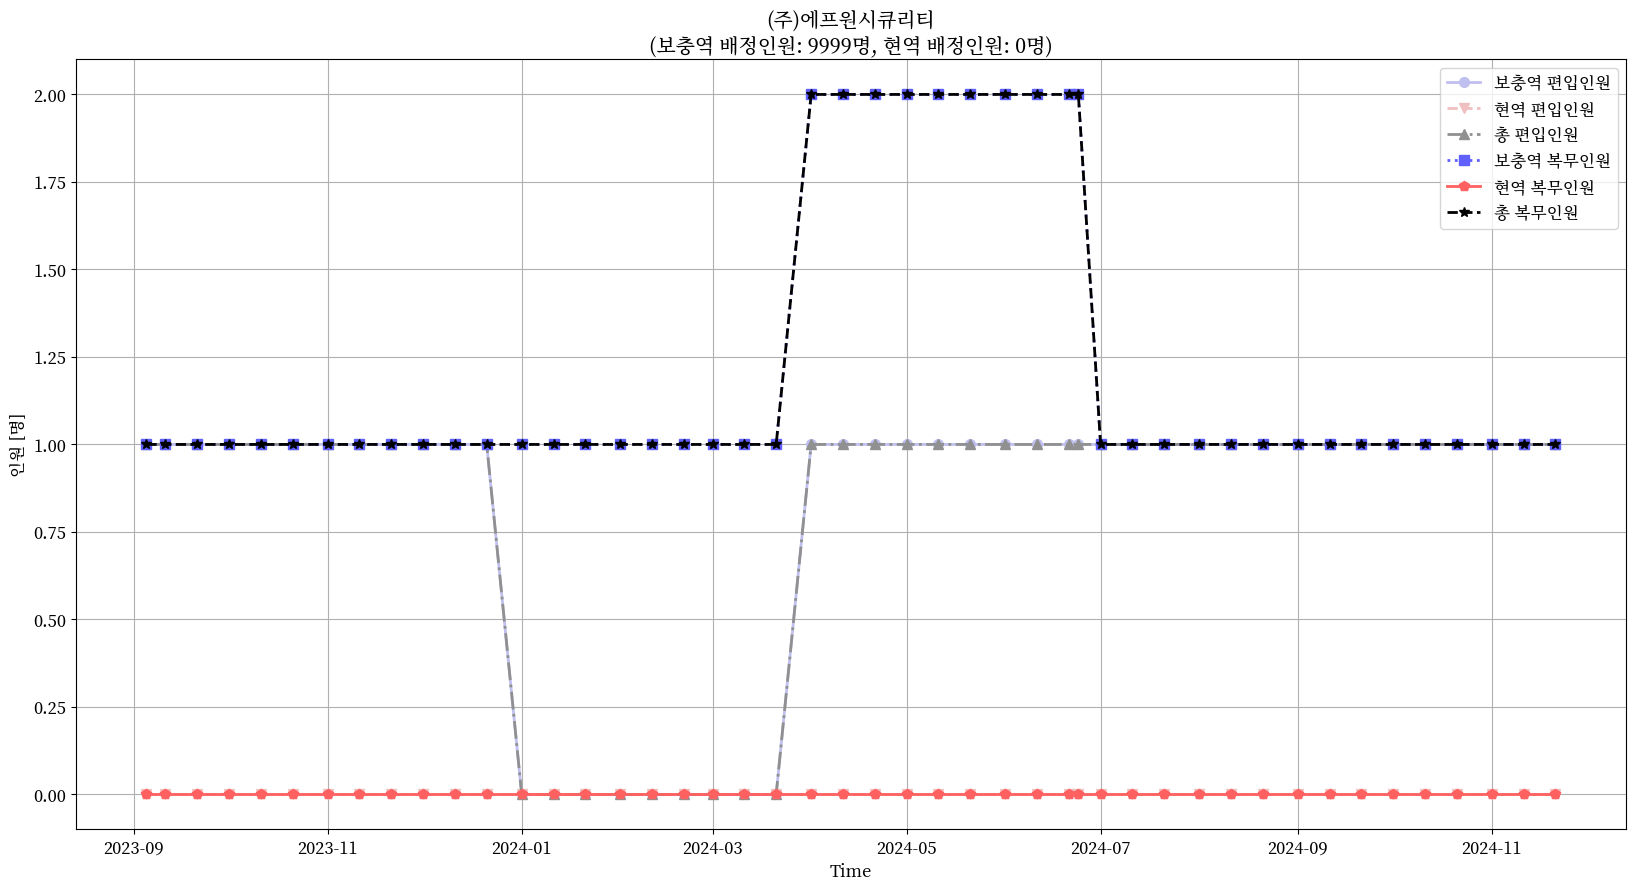 (주)에프원시큐리티
(보충역 배정인원: 9999명, 현역 배정인원: 0명)
보충역 편입인원
현역 편입인원
총 편입인원
보충역 복무인원
현역 복무인원
총 복무인원
인원 [명]
2.00
1.75
1.50
1.25
1.00
0.75
0.50
0.25
0.00
2023-09
2023-11
2024-01
2024-03
2024-05
2024-07
2024-09
2024-11
Time